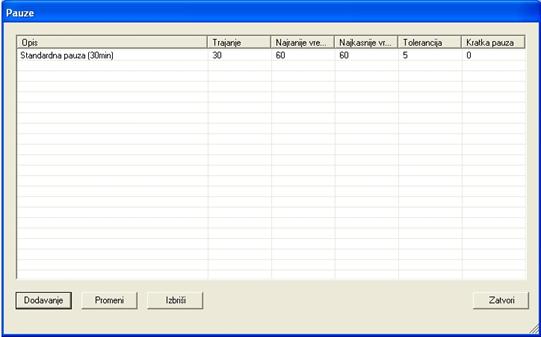 Pauze
Opis Trajanje Najranije vre... Najkasnije vr... Tolerancija Kratka pauza
Standardna pauza (30min) 30 60 60 5 0
Dodavanje Promeni Izbriši Zatvori